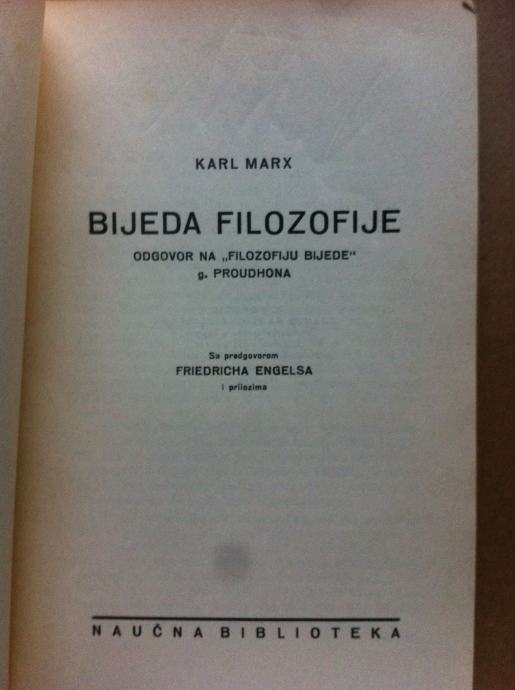 KARL MARX
BIJEDA FILOZOFIJE
ODGOVOR NA „FILOZOFIJU BIJEDE“
g. PROUDHONA
Sa predgovorom
FRIEDRICHA ENGELSA
i prilozima
NAUČNA BIBLIOTEKA